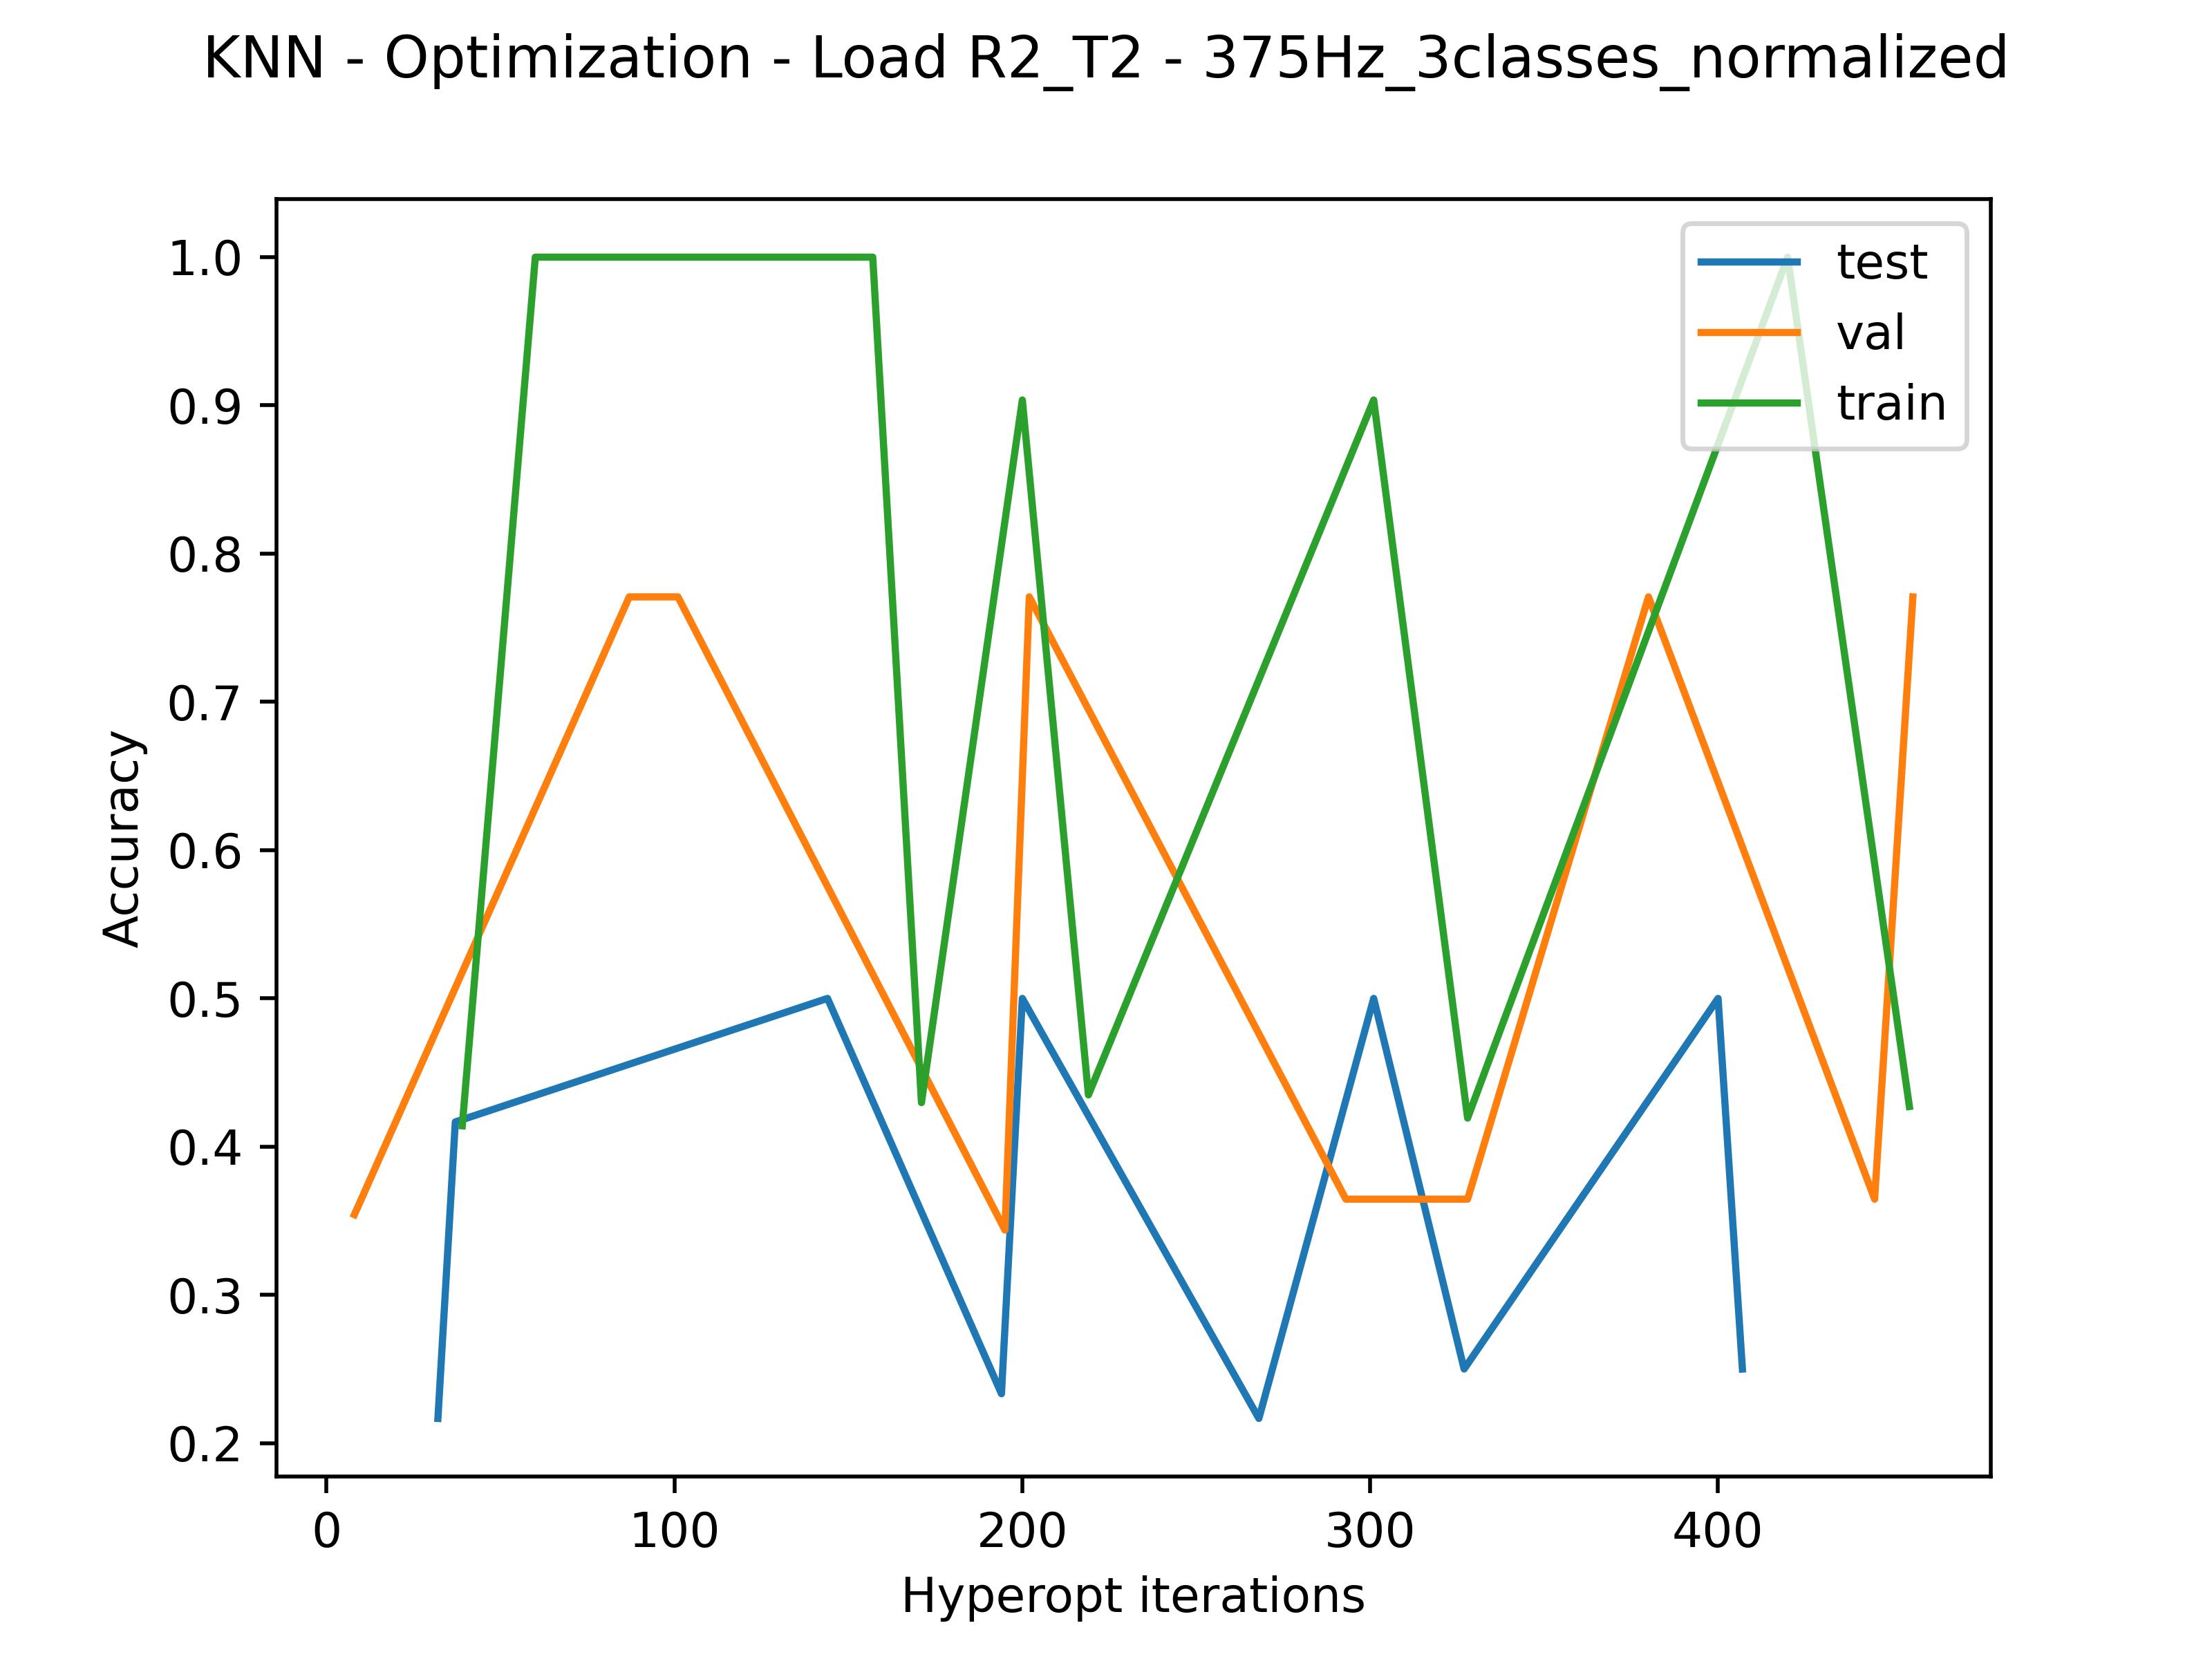 KNN - Optimization - Load R2_T2 - 375Hz_3classes_normalized
test
val
train
1.0
0.9
0.8
0.7
0.6
0.5
0.4
0.3
0.2
Accuracy
0 100 200 300 400
Hyperopt iterations